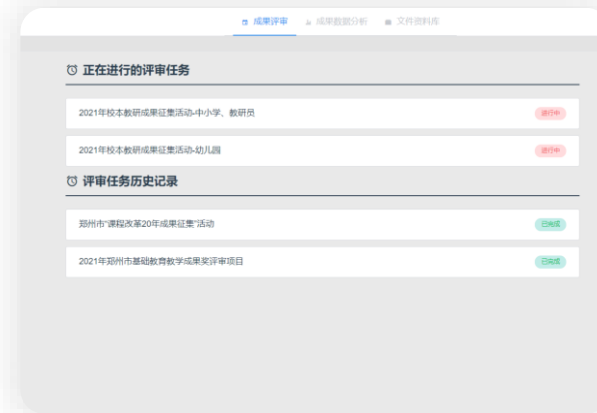 成果评审 成果数据分析 文件资料库
正在进行的评审任务
2021年校本教研成果征集活动-中小学、教研员 进行中
2021年校本教研成果征集活动-幼儿园 进行中
评审任务历史记录
郑州市"课程改革20年成果征集"活动 已完成
2021年郑州市基础教育教学成果奖评审项目 已完成